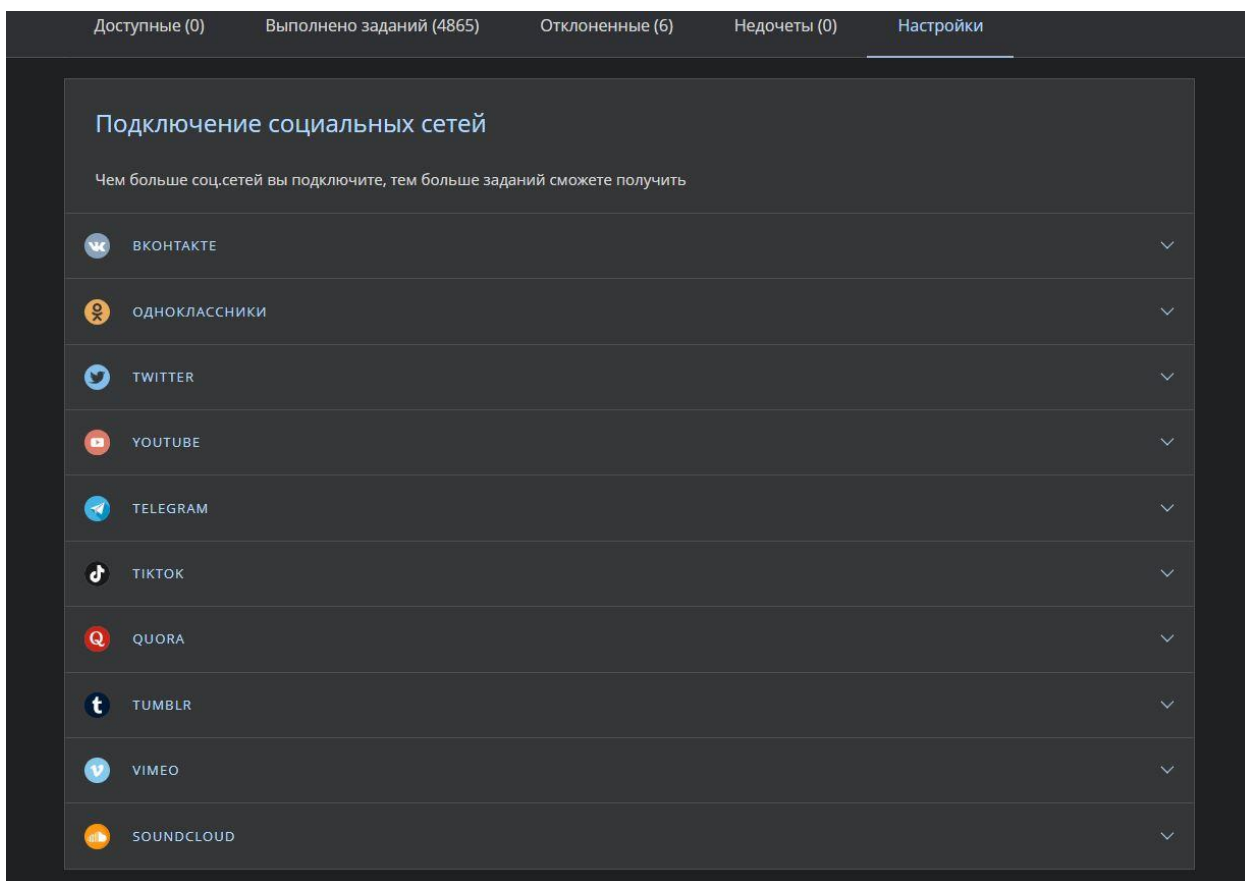 Доступные (0) Выполнено заданий (4865) Отклоненные (6) Недочеты (0) Настройки
Подключение социальных сетей
Чем больше соц.сетей вы подключите, тем больше заданий сможете получить
ВКОНТАКТЕ
ОДНОКЛАССНИКИ
TWITTER
YOUTUBE
TELEGRAM
TIKTOK
QUORA
TUMBLR
VIMEO
SOUNDCLOUD